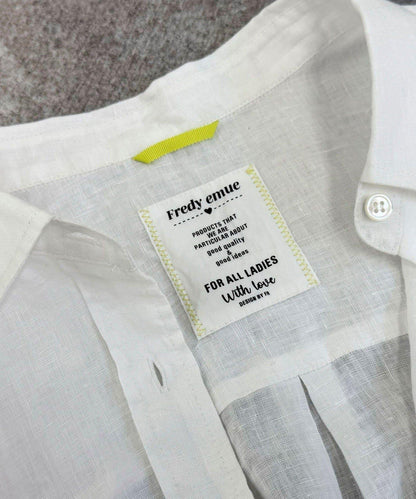 Fredy emue
PRODUCTS THAT
WE ARE
PARTICULAR ABOUT
good quality
&
good ideas
FOR ALL LADIES
With love
DESIGN BY FR